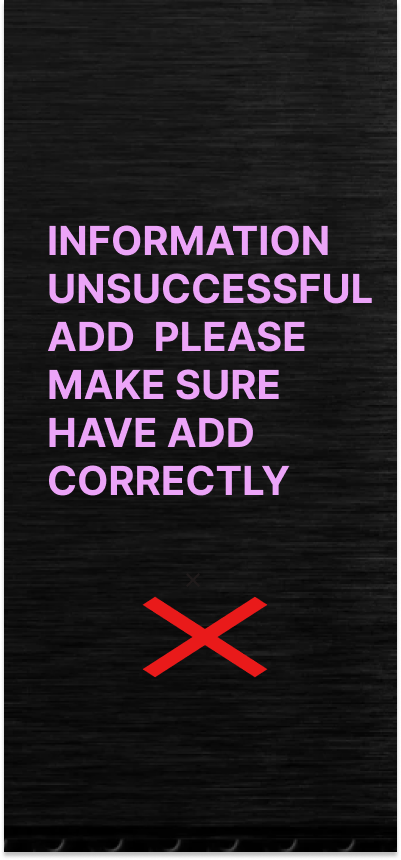 INFORMATION
UNSUCCESSFUL
ADD  PLEASE
MAKE SURE
HAVE ADD
CORRECTLY